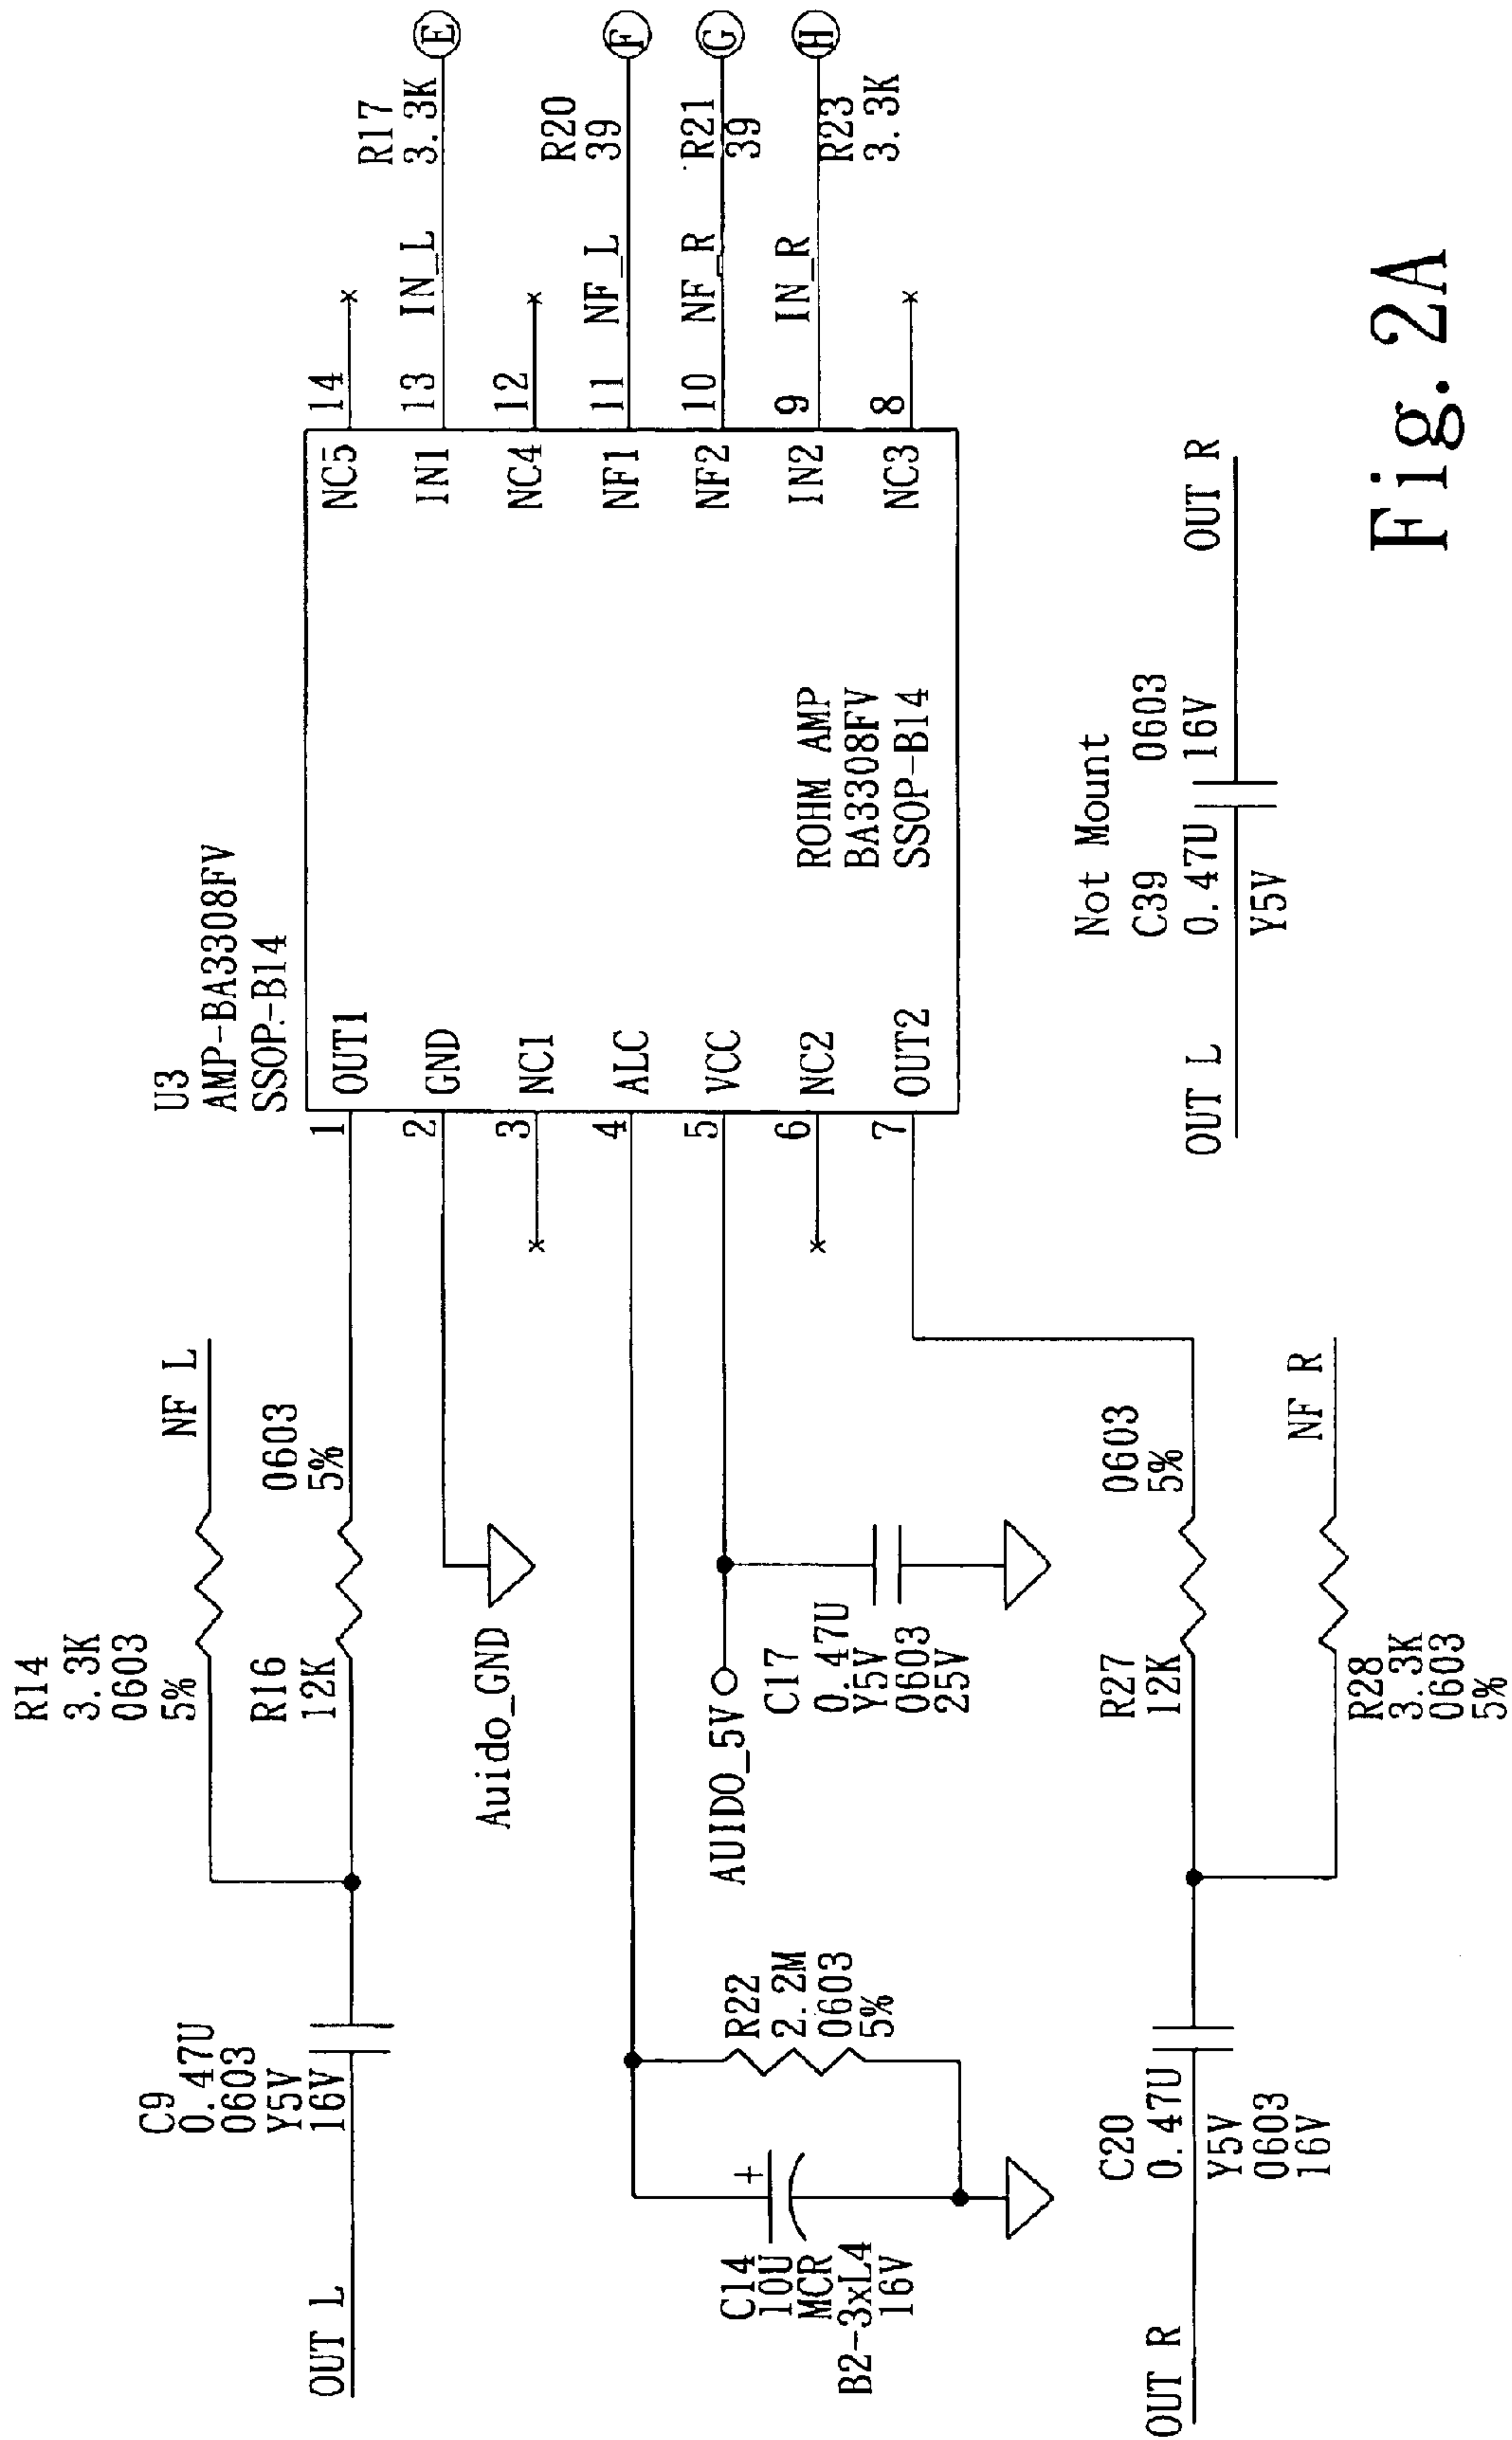 R14
3.3K
0603
5%
NF L
R16
12K
0603
5%
C9
0.47U
0603
Y5V
16V
OUT L
Auido_GND
U3
AMP-BA3308FV
SSOP-B14
1
OUT1
2
GND
3
NC1
4
ALC
5
VCC
6
NC2
7
OUT2
NC5
14
IN1
13
IN_L
R17
3.3K
E
NC4
12
NF1
11
NF_L
R20
39
F
NF2
10
NF_R
R21
39
G
IN2
9
IN_R
R23
3.3K
H
NC3
8
ROHM AMP
BA3308FV
SSOP-B14
R22
2.2M
0603
5%
+
C14
10U
MCR
B2-3xL4
16V
AUIDO_5V
C17
0.47U
Y5V
0603
25V
R27
12K
0603
5%
NF R
R28
3.3K
0603
5%
C20
0.47U
Y5V
0603
16V
OUT R
Not Mount
C39 0603
0.47U 16V
Y5V
OUT L
OUT R
Fig. 2A